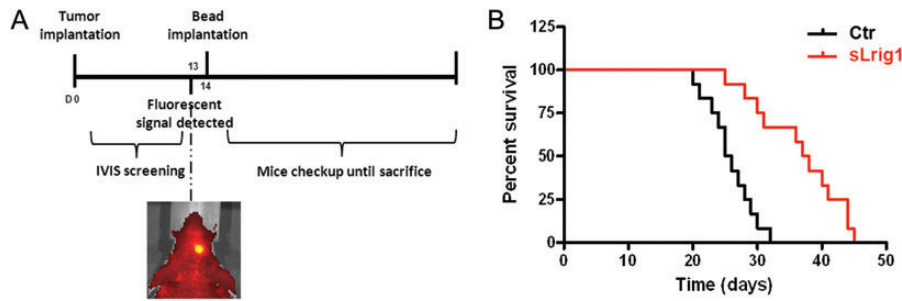 A
Tumor
implantation
Bead
implantation
13
D0
14
Fluorescent
signal detected
IVIS screening
Mice checkup until sacrifice
B
Ctr
sLrig1
Percent survival
125
100
75
50
25
0
0 10 20 30 40 50
Time (days)